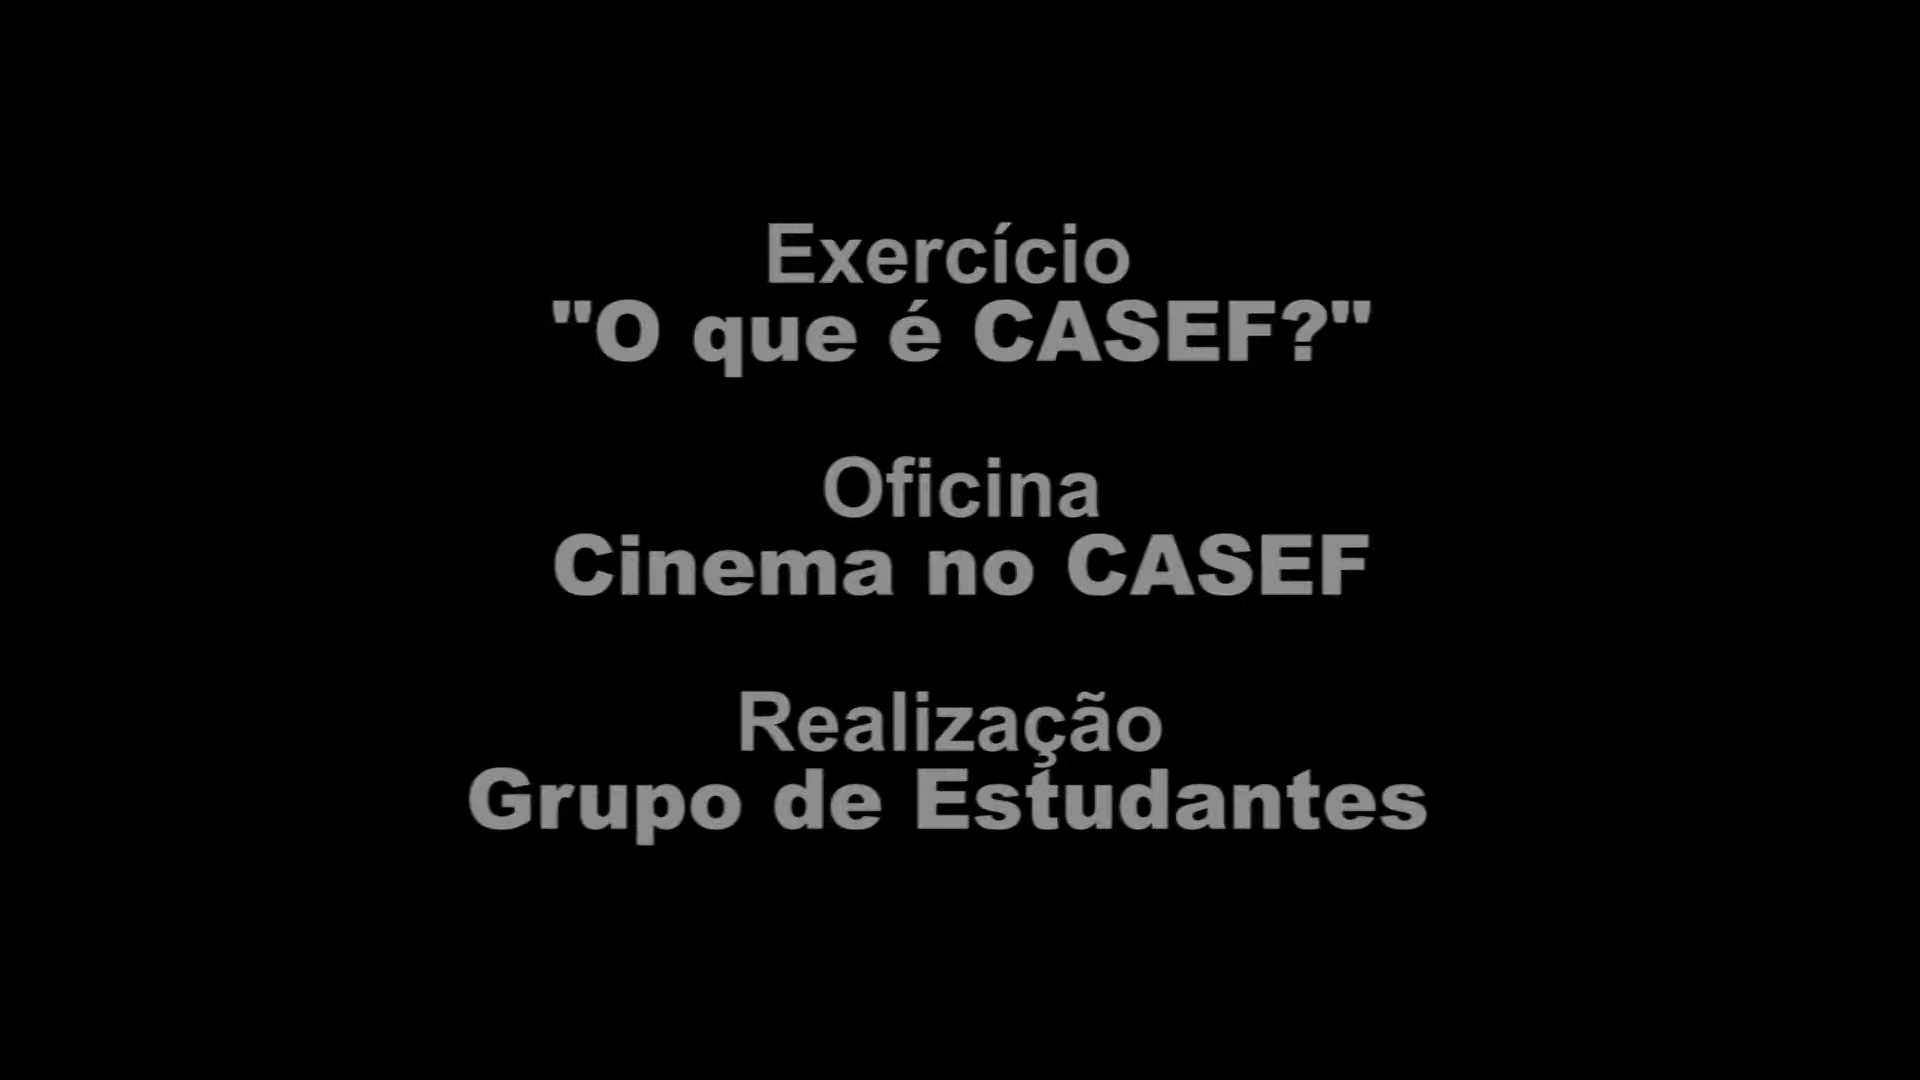 Exercício
"O que é CASEF?"
Oficina
Cinema no CASEF
Realização
Grupo de Estudantes